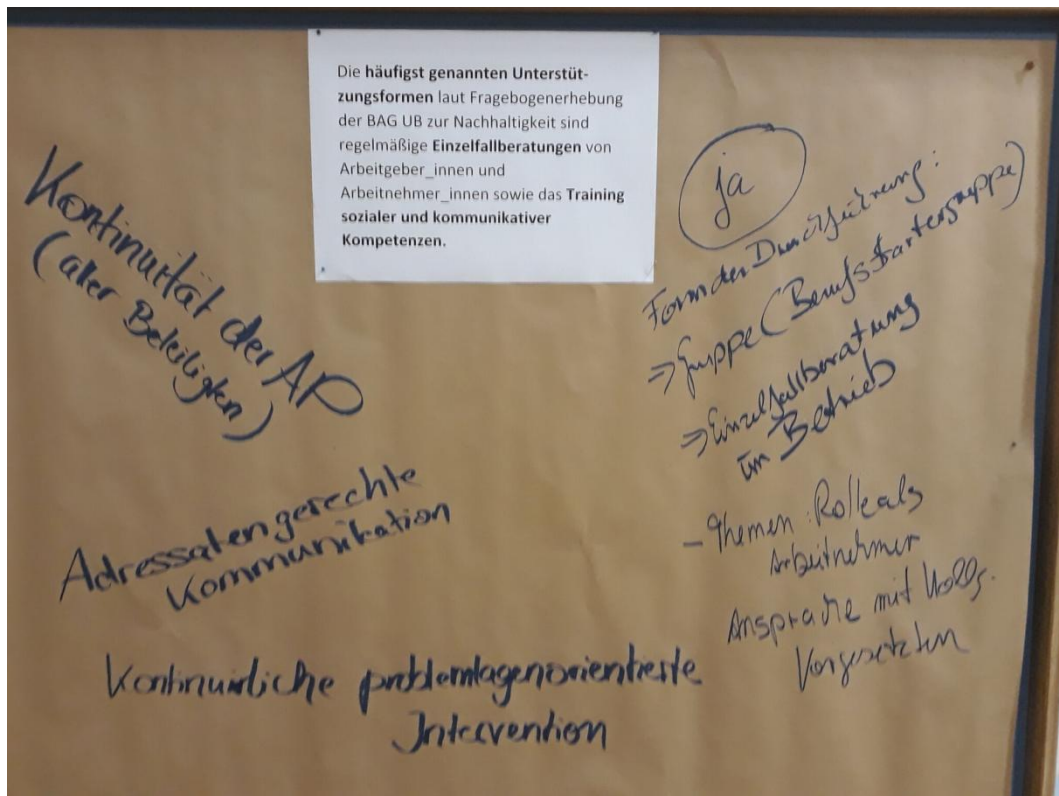 Die häufigst genannten Unterstüt-
zungsformen laut Fragebogenerhebung
der BAG UB zur Nachhaltigkeit sind
regelmäßige Einzelfallberatungen von
Arbeitgeber_innen und
Arbeitnehmer_innen sowie das Training
sozialer und kommunikativer
Kompetenzen.
Kontinuität der AP
(aller Beteiligten)
Adressatengerechte
Kommunikation
Kontinuirliche problemlagenorientierte
Intervention
ja
Form der Durchführung:
⇒ Gruppe (Berufsstartergruppe)
⇒ Einzelfallberatung
im Betrieb
- Themen: Rolle als
Arbeitnehmer
Ansprache mit Kollg.
Vorgesetzten